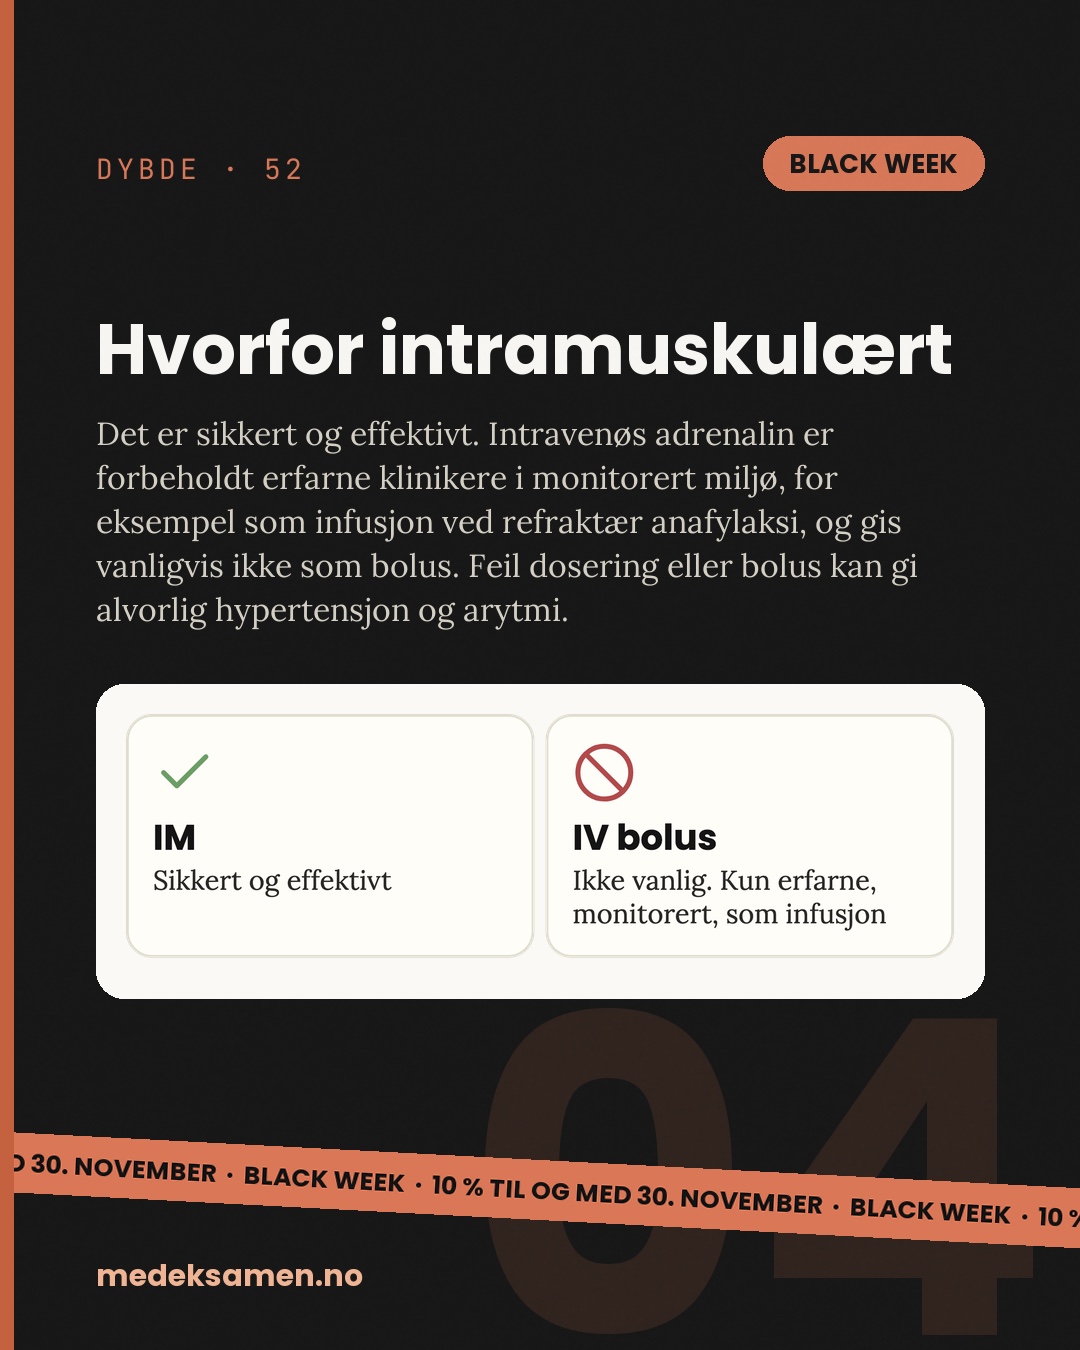 DYBDE · 52
BLACK WEEK
Hvorfor intramuskulært
Det er sikkert og effektivt. Intravenøs adrenalin er
forbeholdt erfarne klinikere i monitorert miljø, for
eksempel som infusjon ved refraktær anafylaksi, og gis
vanligvis ikke som bolus. Feil dosering eller bolus kan gi
alvorlig hypertensjon og arytmi.
IM
Sikkert og effektivt
IV bolus
Ikke vanlig. Kun erfarne,
monitorert, som infusjon
04
30. NOVEMBER · BLACK WEEK · 10 % TIL OG MED 30. NOVEMBER · BLACK WEEK · 10 %
medeksamen.no